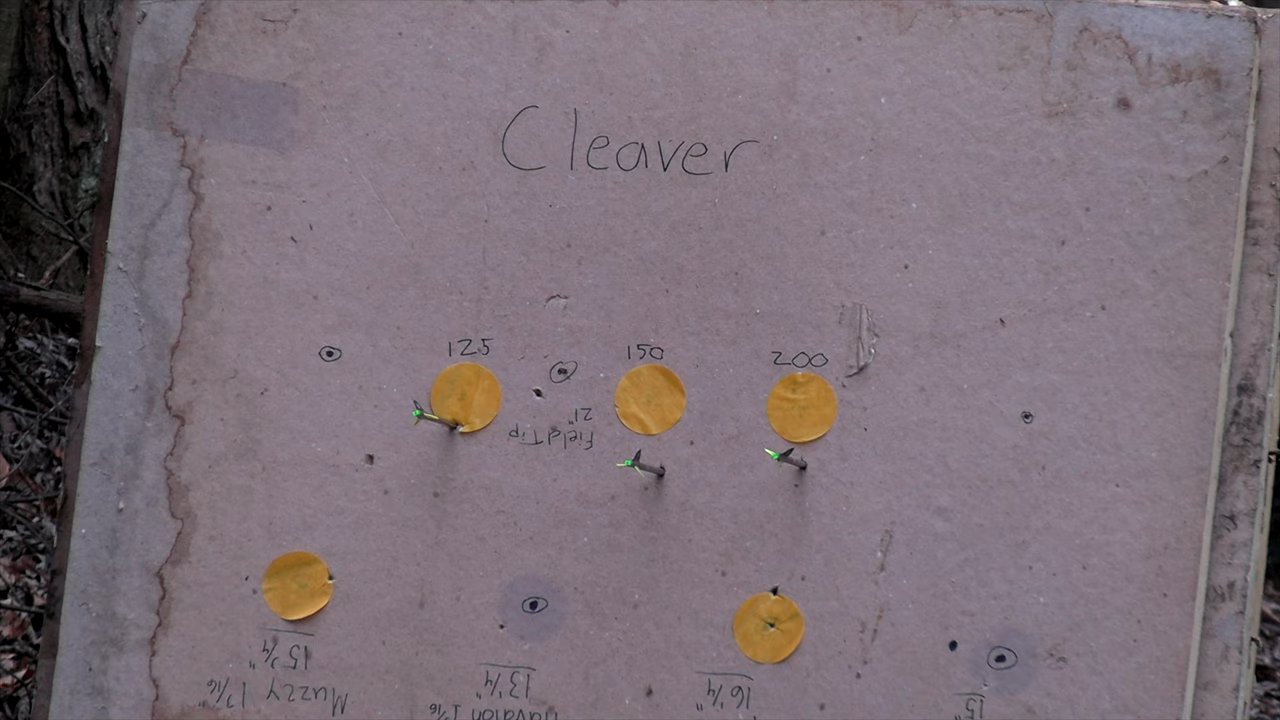 Cleaver
125
150
200
21"
Field Tip
15 3/4"
Muzzy 1 3/16"
13 1/4"
16 1/4"
15"